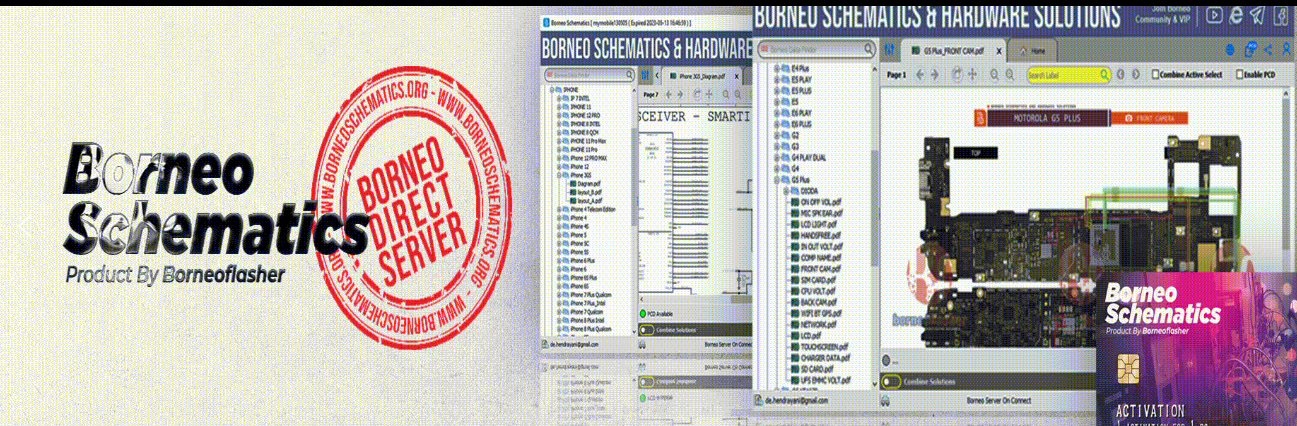 Borneo
Schematics
Product By Borneoflasher
WWW.BORNEOSCHEMATICS.ORG - WWW.BORNEOSCHEMATICS.ORG - WWW.BORNEOSCHEMATICS.ORG
BORNEO
DIRECT
SERVER
BORNEO SCHEMATICS & HARDWARE
Borneo Data Finder
iPhone 3GS_Diagram.pdf
Page 7
SCEIVER - SMARTI
IPHONE
IP 7 INTEL
IPHONE 11
IPHONE 12 PRO
IPHONE 8 INTEL
IPHONE 8 QCM
IPHONE 11 Pro Max
IPHONE 11 Pro
IPHONE 12 PRO MAX
iPhone 12
iPhone 3GS
Diagram.pdf
layout_B.pdf
layout_A.pdf
iPhone 4 Telecom Edition
iPhone 4
iPhone 4S
iPhone 5
iPhone 5C
iPhone 5S
iPhone 6 Plus
iPhone 6
iPhone 6S Plus
iPhone 6S
iPhone 7 Plus Qualcom
iPhone 7 Plus_Intel
iPhone 7 Qualcom
iPhone 8 Plus Intel
iPhone 8 Plus Qualcom
PCD Available
Combine Solutions
de.hendrayani@gmail.com
Borneo Server On Connect
BORNEO SCHEMATICS & HARDWARE SOLUTIONS
Join Borneo
Community & VIP
Borneo Data Finder
G5 Plus_FRONT CAM.pdf
X
Home
Page 1
Search Label
Combine Active Select
Enable PCD
E4 Plus
E5 PLAY
E5 PLUS
E5
E6 PLAY
E6 PLUS
G2
G3
G4 PLAY DUAL
G4
G5 Plus
DIODA
ON OFF VOL.pdf
MIC SPK EAR.pdf
LCD LIGHT.pdf
HANDSFREE.pdf
IN OUT VOLT.pdf
COMP NAME.pdf
FRONT CAM.pdf
SIM CARD.pdf
CPU VOLT.pdf
BACK CAM.pdf
WIFI BT GPS.pdf
NETWORK.pdf
LCD.pdf
TOUCHSCREEN.pdf
CHARGER DATA.pdf
SD CARD.pdf
UFS EMMC VOLT.pdf
BORNEO SCHEMATICS AND HARDWARE SOLUTIONS
MOTOROLA G5 PLUS
FRONT CAMERA
TOP
Combine Solutions
de.hendrayani@gmail.com
Borneo Server On Connect
Borneo
Schematics
Product By Borneoflasher
ACTIVATION
1 ACTIVATION FOR 1 PC